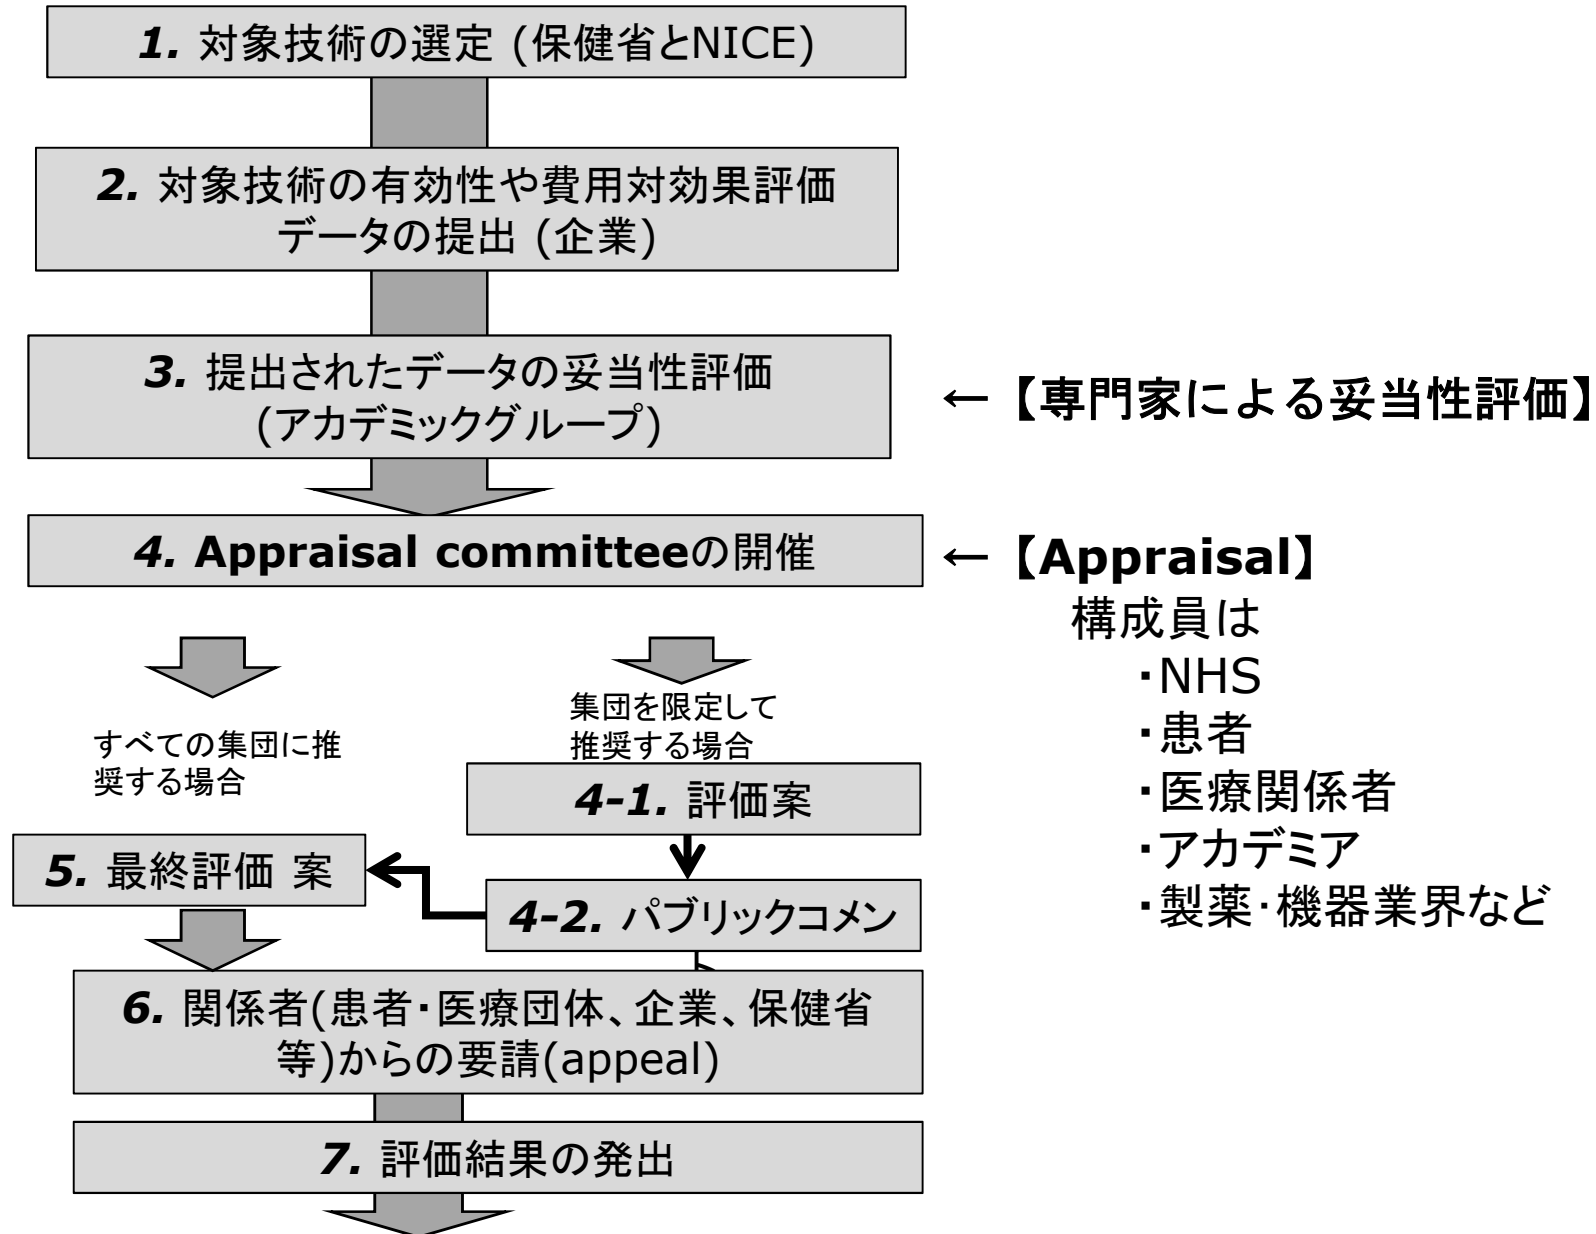 1. 対象技術の選定 (保健省とNICE)
2. 対象技術の有効性や費用対効果評価
データの提出 (企業)
3. 提出されたデータの妥当性評価
(アカデミックグループ)
←【専門家による妥当性評価】
4. Appraisal committeeの開催
←【Appraisal】
構成員は
・NHS
・患者
・医療関係者
・アカデミア
・製薬・機器業界など
すべての集団に推
奨する場合
集団を限定して
推奨する場合
4-1. 評価案
5. 最終評価 案
4-2. パブリックコメン
6. 関係者(患者・医療団体、企業、保健省
等)からの要請(appeal)
7. 評価結果の発出